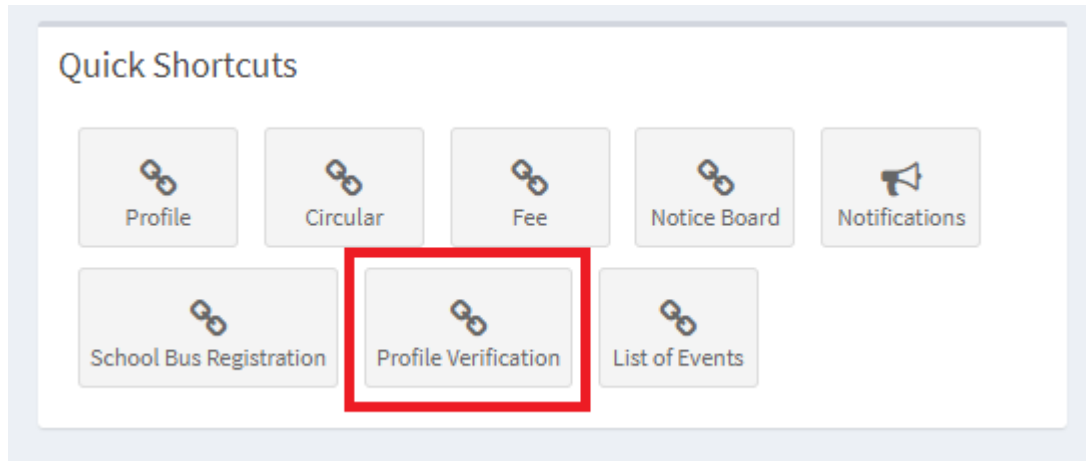 Quick Shortcuts
Profile
Circular
Fee
Notice Board
Notifications
School Bus Registration
Profile Verification
List of Events